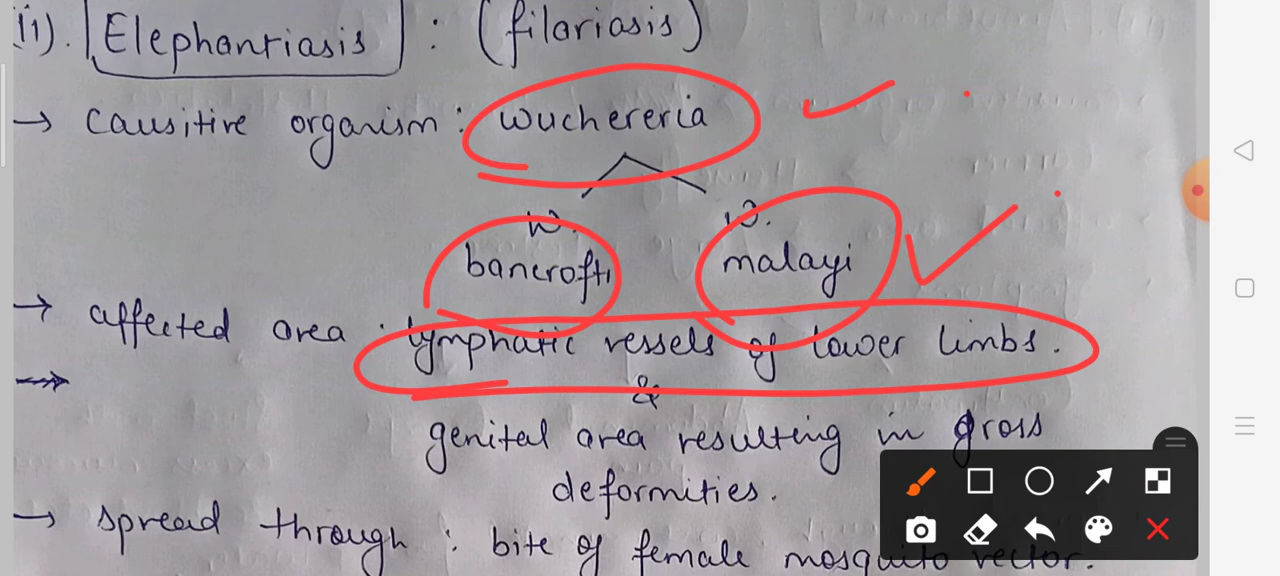 (ii). Elephantiasis : (filariasis)
→ Causitive organism : wuchereria
w. bancrofti w. malayi
→ affected area : lymphatic vessels of lower limbs.
&
genital area resulting in gross
deformities.
→ spread through : bite of female mosquito vector.